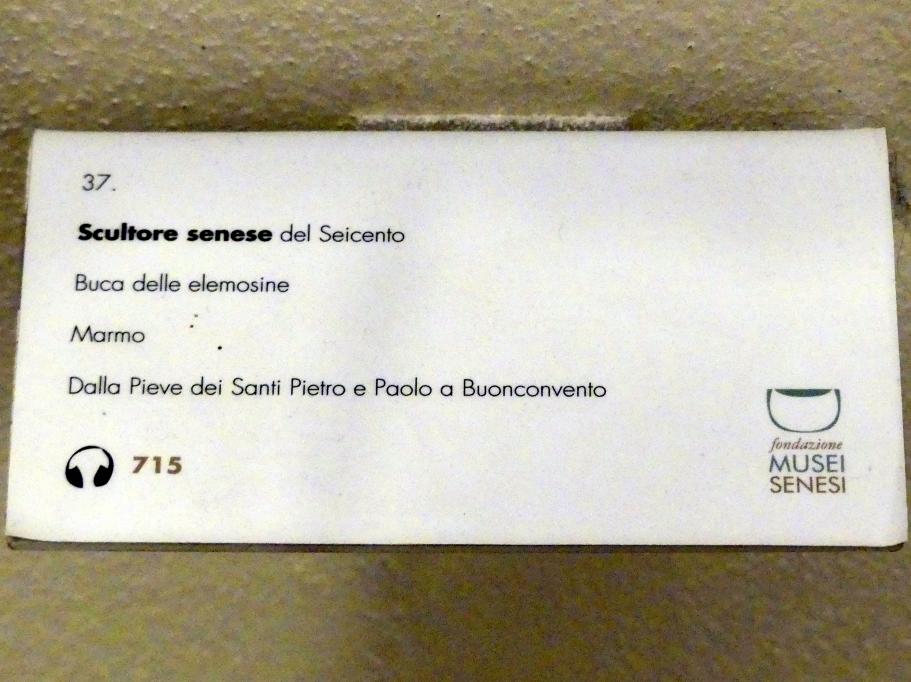 37.
Scultore senese del Seicento
Buca delle elemosine
Marmo
Dalla Pieve dei Santi Pietro e Paolo a Buonconvento
715
fondazione
MUSEI
SENESI